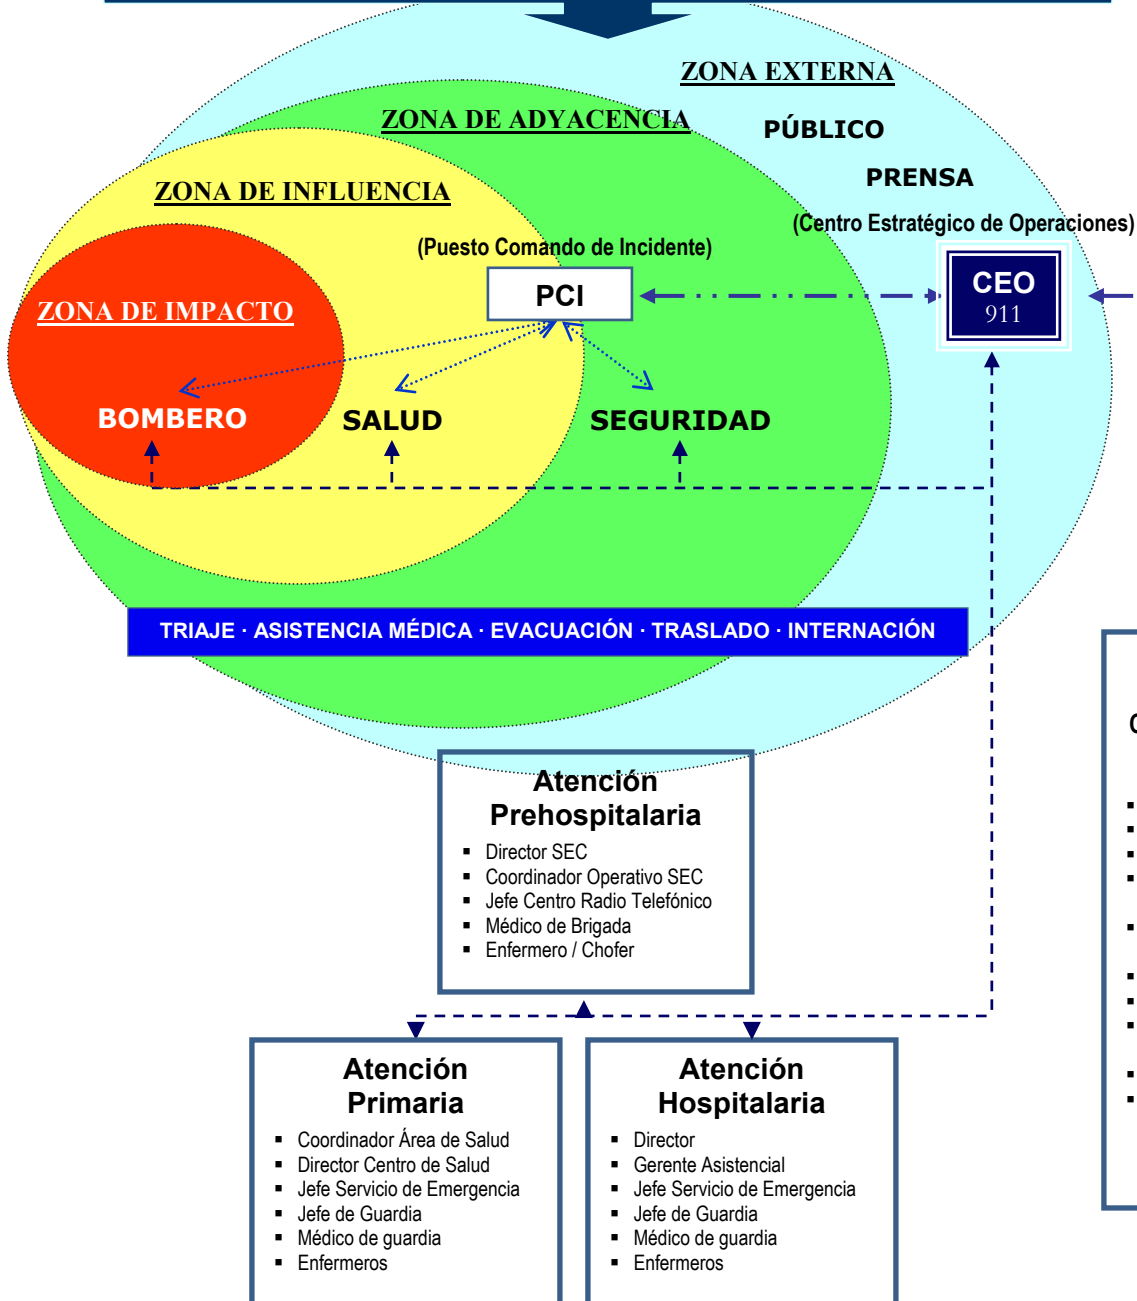 ZONA EXTERNA
ZONA DE ADYACENCIA
PÚBLICO
PRENSA
ZONA DE INFLUENCIA
(Centro Estratégico de Operaciones)
(Puesto Comando de Incidente)
CEO
911
PCI
ZONA DE IMPACTO
BOMBERO
SALUD
SEGURIDAD
TRIAJE · ASISTENCIA MÉDICA · EVACUACIÓN · TRASLADO · INTERNACIÓN
Atención
Prehospitalaria
▪ Director SEC
▪ Coordinador Operativo SEC
▪ Jefe Centro Radio Telefónico
▪ Médico de Brigada
▪ Enfermero / Chofer
Atención
Primaria
▪ Coordinador Área de Salud
▪ Director Centro de Salud
▪ Jefe Servicio de Emergencia
▪ Jefe de Guardia
▪ Médico de guardia
▪ Enfermeros
Atención
Hospitalaria
▪ Director
▪ Gerente Asistencial
▪ Jefe Servicio de Emergencia
▪ Jefe de Guardia
▪ Médico de guardia
▪ Enfermeros